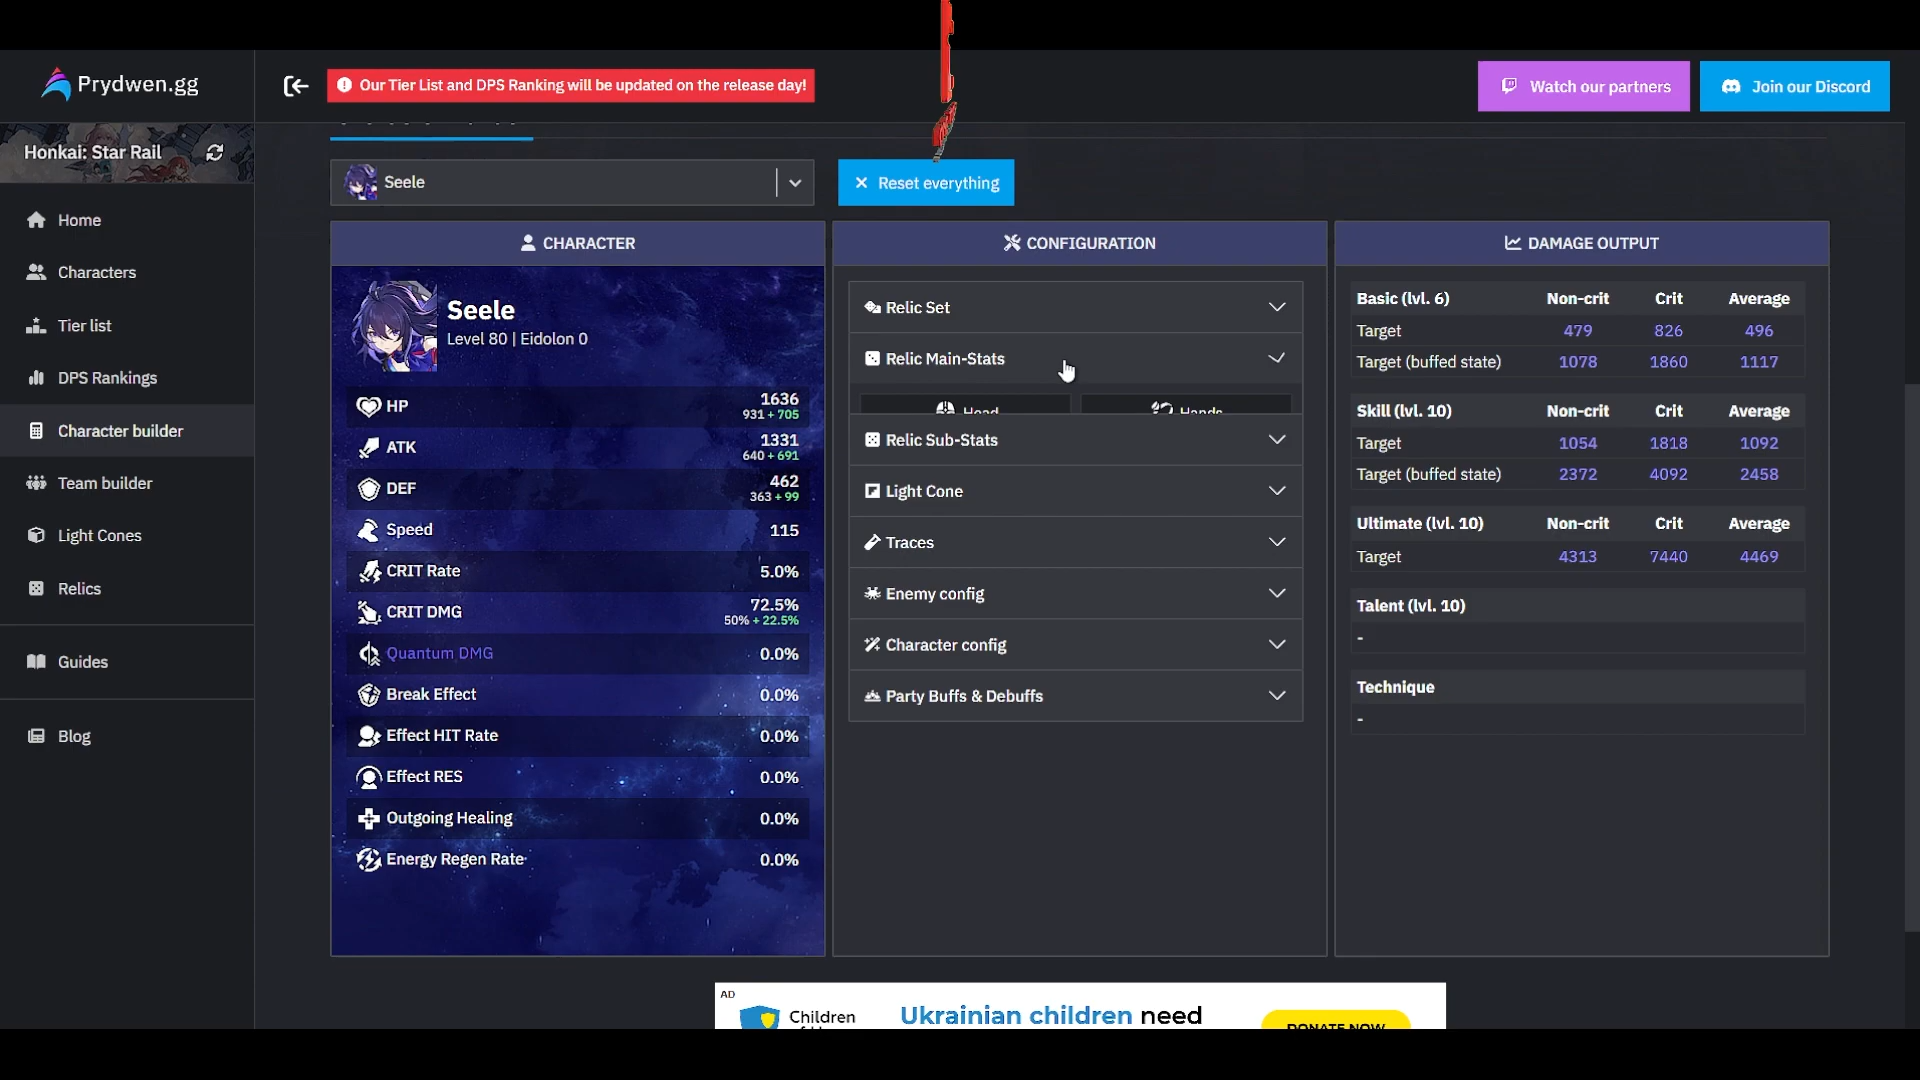 Prydwen.gg
Our Tier List and DPS Ranking will be updated on the release day!
Watch our partners
Join our Discord
Honkai: Star Rail
Home
Characters
Tier list
DPS Rankings
Character builder
Team builder
Light Cones
Relics
Guides
Blog
Seele
Reset everything
CHARACTER
Seele
Level 80 | Eidolon 0
HP 1636
931 + 705
ATK 1331
640 + 691
DEF 462
363 + 99
Speed 115
CRIT Rate 5.0%
CRIT DMG 72.5%
50% + 22.5%
Quantum DMG 0.0%
Break Effect 0.0%
Effect HIT Rate 0.0%
Effect RES 0.0%
Outgoing Healing 0.0%
Energy Regen Rate 0.0%
CONFIGURATION
Relic Set
Relic Main-Stats
Head Hands
Relic Sub-Stats
Light Cone
Traces
Enemy config
Character config
Party Buffs & Debuffs
DAMAGE OUTPUT
Basic (lvl. 6) Non-crit Crit Average
Target 479 826 496
Target (buffed state) 1078 1860 1117
Skill (lvl. 10) Non-crit Crit Average
Target 1054 1818 1092
Target (buffed state) 2372 4092 2458
Ultimate (lvl. 10) Non-crit Crit Average
Target 4313 7440 4469
Talent (lvl. 10)
-
Technique
-
AD
Children
Ukrainian children need
DONATE NOW